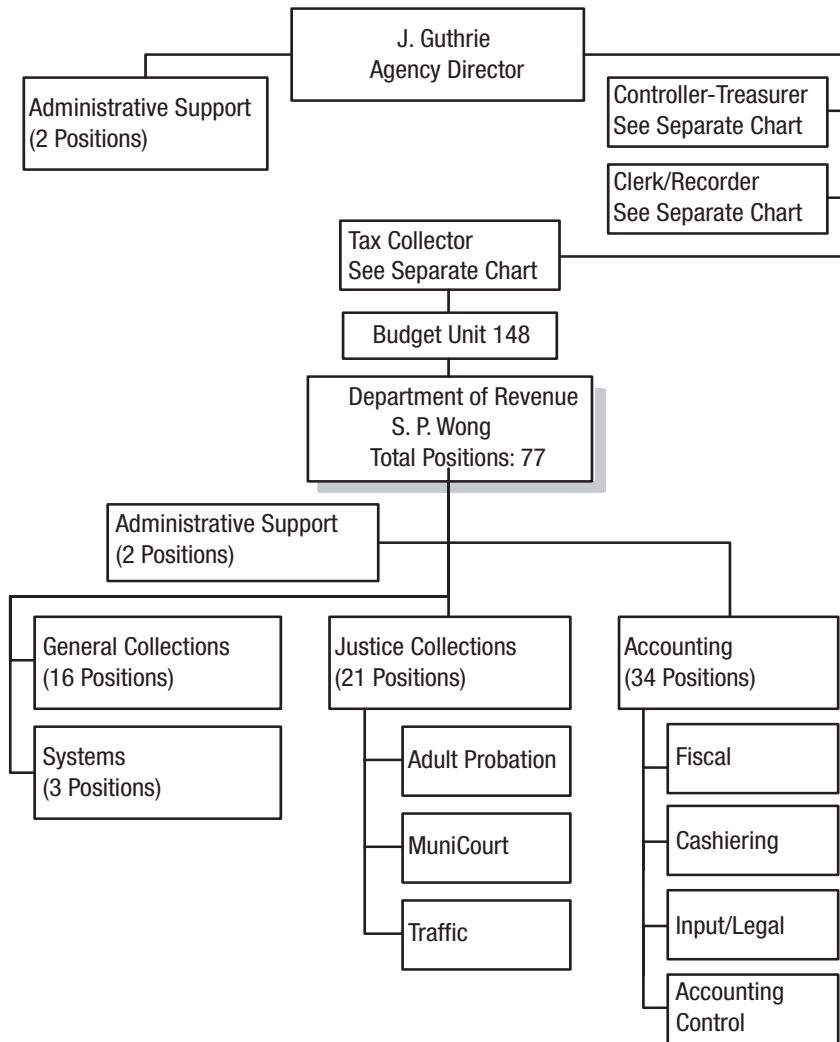 J. Guthrie
Agency Director
Administrative Support
(2 Positions)
Controller-Treasurer
See Separate Chart
Clerk/Recorder
See Separate Chart
Tax Collector
See Separate Chart
Budget Unit 148
Department of Revenue
S. P. Wong
Total Positions: 77
Administrative Support
(2 Positions)
General Collections
(16 Positions)
Systems
(3 Positions)
Justice Collections
(21 Positions)
Adult Probation
MuniCourt
Traffic
Accounting
(34 Positions)
Fiscal
Cashiering
Input/Legal
Accounting
Control